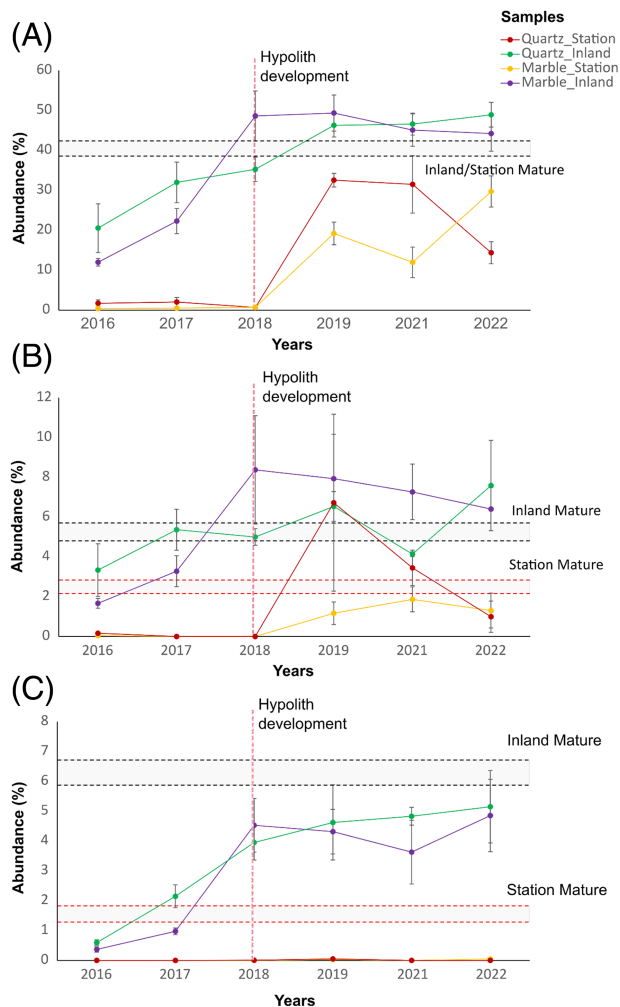 Samples
Quartz_Station
Quartz_Inland
Marble_Station
Marble_Inland
(A)
Hypolith
development
60
50
40
30
20
10
0
Abundance (%)
Inland/Station Mature
2016 2017 2018 2019 2021 2022
Years
(B)
Hypolith
development
12
10
8
6
4
2
0
Abundance (%)
Inland Mature
Station Mature
2016 2017 2018 2019 2021 2022
Years
(C)
Hypolith
development
8
7
6
5
4
3
2
1
0
Abundance (%)
Inland Mature
Station Mature
2016 2017 2018 2019 2021 2022
Years